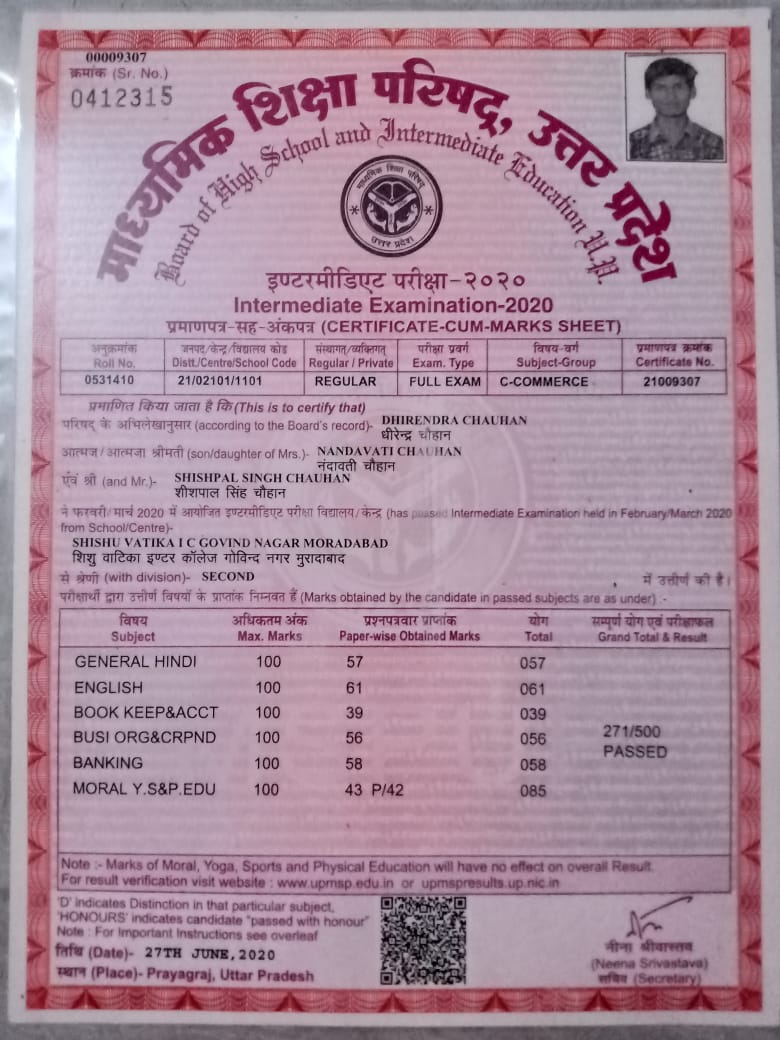 00009307
क्रमांक (Sr. No.)
0412315
माध्यमिक शिक्षा परिषद्, उत्तर प्रदेश
Board of High School and Intermediate Education U.P.
माध्यमिक शिक्षा परिषद्
उत्तर प्रदेश
इण्टरमीडिएट परीक्षा-२०२०
Intermediate Examination-2020
प्रमाणपत्र-सह-अंकपत्र (CERTIFICATE-CUM-MARKS SHEET)
अनुक्रमांक जनपद/केन्द्र/विद्यालय कोड संस्थागत/व्यक्तिगत परीक्षा प्रवर्ग विषय-वर्ग प्रमाणपत्र क्रमांक
Roll No. Distt./Centre/School Code Regular / Private Exam. Type Subject-Group Certificate No.
0531410 21/02101/1101 REGULAR FULL EXAM C-COMMERCE 21009307
प्रमाणित किया जाता है कि (This is to certify that)
परिषद के अभिलेखानुसार (according to the Board's record)- DHIRENDRA CHAUHAN
धीरेन्द्र चौहान
आत्मज/आत्मजा श्रीमती (son/daughter of Mrs.)- NANDAVATI CHAUHAN
नंदावती चौहान
एवं श्री (and Mr.)- SHISHPAL SINGH CHAUHAN
शीशपाल सिंह चौहान
ने फरवरी/मार्च 2020 में आयोजित इण्टरमीडिएट परीक्षा विद्यालय/केन्द्र (has passed Intermediate Examination held in February/March 2020
from School/Centre)-
SHISHU VATIKA I C GOVIND NAGAR MORADABAD
शिशु वाटिका इण्टर कॉलेज गोविन्द नगर मुरादाबाद
से श्रेणी (with division)- SECOND में उत्तीर्ण की है।
परीक्षार्थी द्वारा उत्तीर्ण विषयों के प्राप्तांक निम्नवत हैं (Marks obtained by the candidate in passed subjects are as under) :-
विषय अधिकतम अंक प्रश्नपत्रवार प्राप्तांक योग सम्पूर्ण योग एवं परीक्षाफल
Subject Max. Marks Paper-wise Obtained Marks Total Grand Total & Result
GENERAL HINDI 100 57 057
ENGLISH 100 61 061
BOOK KEEP&ACCT 100 39 039
BUSI ORG&CRPND 100 56 056 271/500
PASSED
BANKING 100 58 058
MORAL Y.S&P.EDU 100 43 P/42 085
Note :- Marks of Moral, Yoga, Sports and Physical Education will have no effect on overall Result.
For result verification visit website : www.upmsp.edu.in or upmspresults.up.nic.in
'D' indicates Distinction in that particular subject,
'HONOURS' indicates candidate "passed with honour"
Note : For Important Instructions see overleaf
तिथि (Date)- 27TH JUNE, 2020
स्थान (Place)- Prayagraj, Uttar Pradesh
नीना श्रीवास्तव
(Neena Srivastava)
सचिव (Secretary)